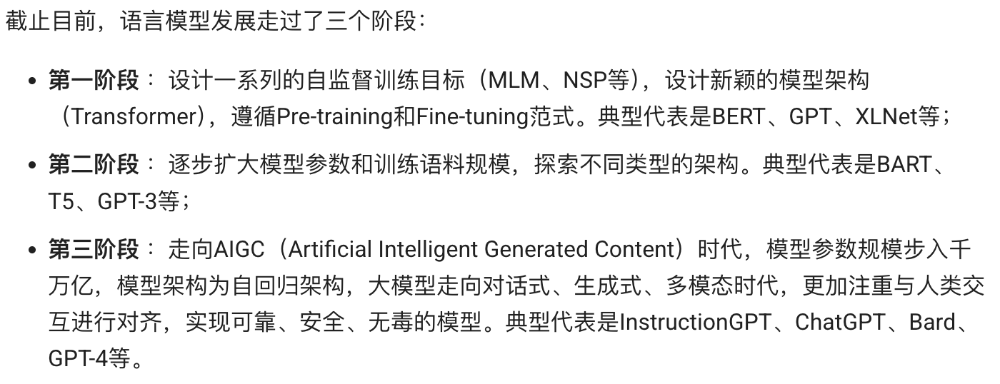 截止目前，语言模型发展走过了三个阶段：
• 第一阶段 ：设计一系列的自监督训练目标（MLM、NSP等），设计新颖的模型架构
（Transformer），遵循Pre-training和Fine-tuning范式。典型代表是BERT、GPT、XLNet等；
• 第二阶段 ：逐步扩大模型参数和训练语料规模，探索不同类型的架构。典型代表是BART、
T5、GPT-3等；
• 第三阶段 ：走向AIGC（Artificial Intelligent Generated Content）时代，模型参数规模步入千
万亿，模型架构为自回归架构，大模型走向对话式、生成式、多模态时代，更加注重与人类交
互进行对齐，实现可靠、安全、无毒的模型。典型代表是InstructionGPT、ChatGPT、Bard、
GPT-4等。